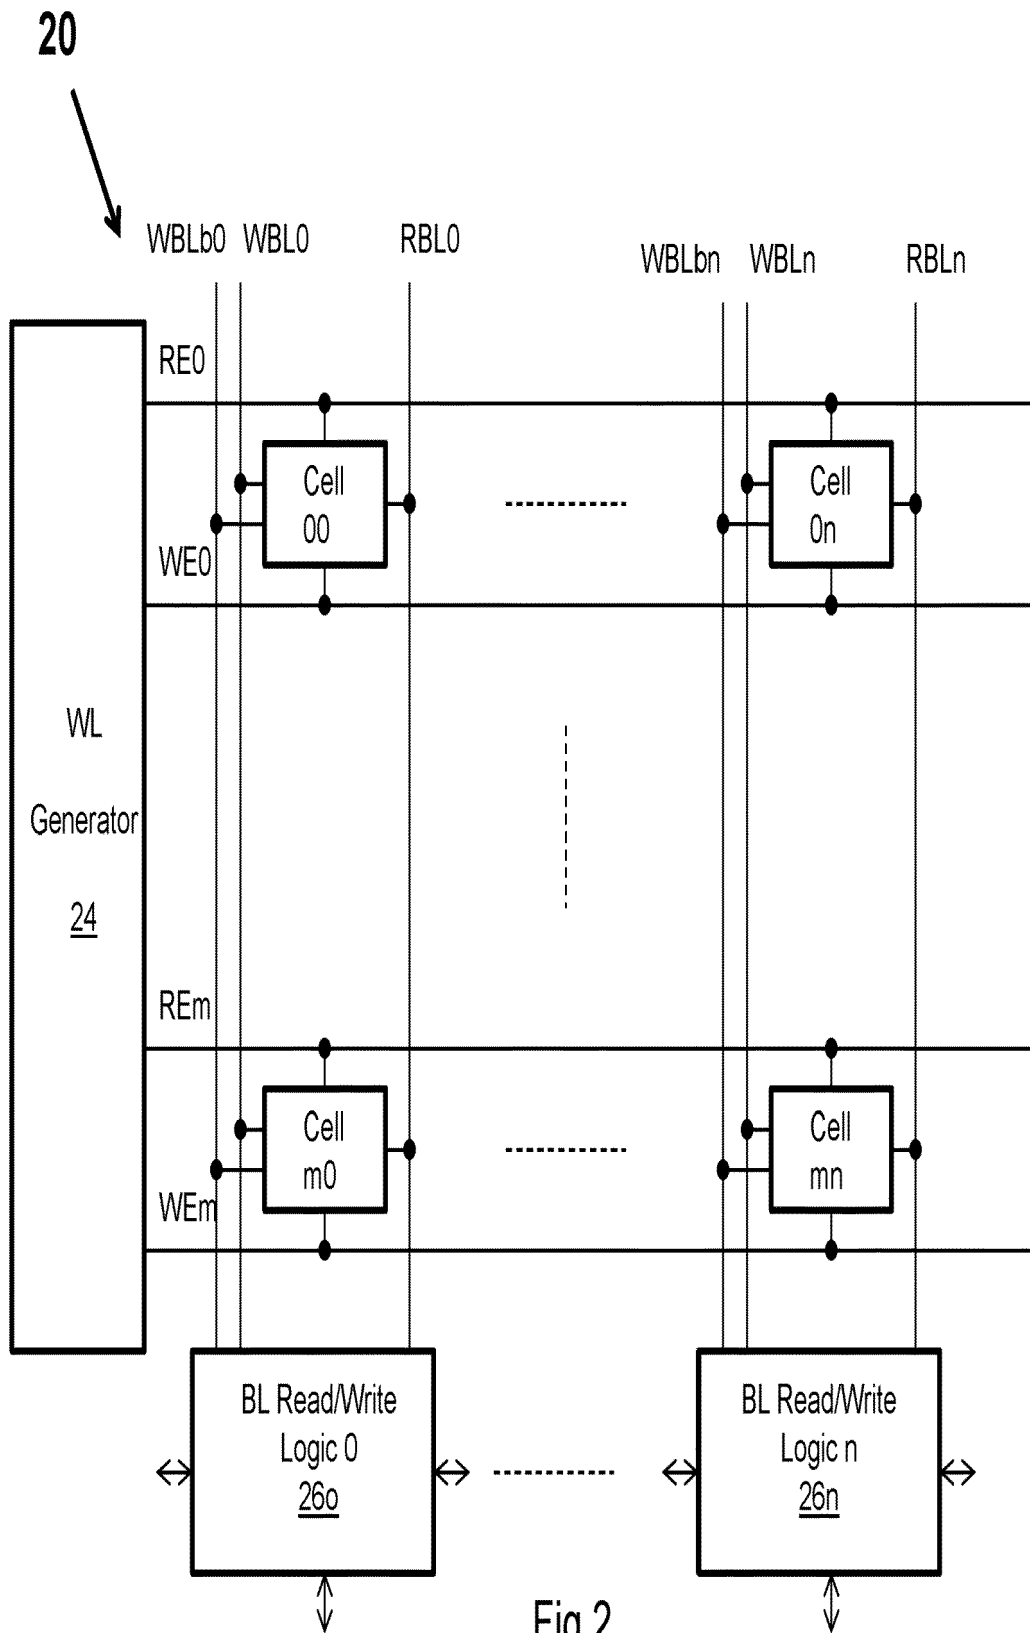 20
WBLb0 WBL0 RBL0
WBLbn WBLn RBLn
RE0
Cell
00
Cell
0n
WE0
WL
Generator
24
REm
Cell
m0
Cell
mn
WEm
BL Read/Write
Logic 0
26o
BL Read/Write
Logic n
26n
Fig 2